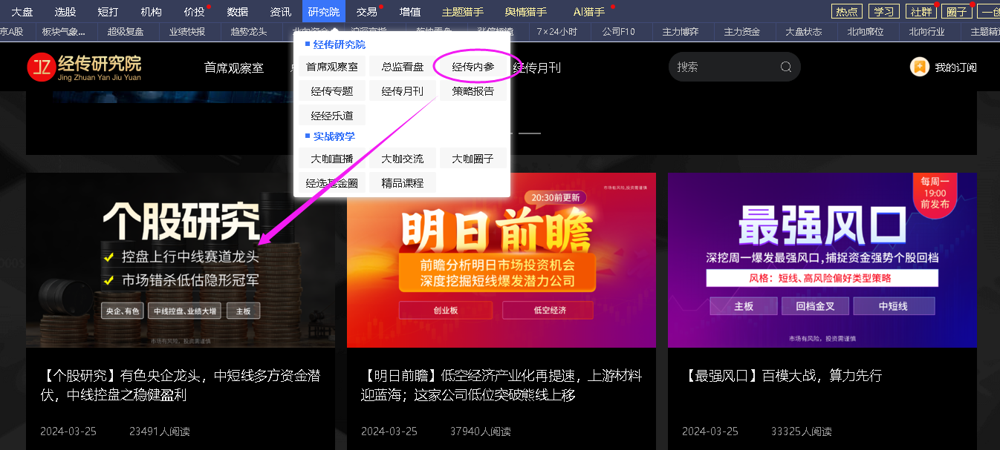 大盘 选股 短打 机构 价投 数据 资讯 研究院 交易 增值 主题猎手 舆情猎手 AI猎手 热点 学习 社群 圈子 一创
京A股 板块气象... 超级复盘 业绩快报 趋势龙头 7×24小时 公司F10 主力博弈 主力资金 大盘状态 北向席位 北向行业 主题精
JZ 经传研究院
Jing Zhuan Yan Jiu Yuan
首席观察室 经传月刊 搜索 我的订阅
经传研究院
首席观察室 总监看盘 经传内参
经传专题 经传月刊 策略报告
经经乐道
实战教学
大咖直播 大咖交流 大咖圈子
经选基金圈 精品课程
个股研究
控盘上行中线赛道龙头
市场错杀低估隐形冠军
央企、有色 中线控盘、业绩大增 主板
市场有风险，投资需谨慎
【个股研究】有色央企龙头，中短线多方资金潜
伏，中线控盘之稳健盈利
2024-03-25 23491人阅读
市场有风险,投资需谨慎
20:30前更新
明日前瞻
前瞻分析明日市场投资机会
深度挖掘短线爆发潜力公司
创业板 低空经济
【明日前瞻】低空经济产业化再提速，上游材料
迎蓝海；这家公司低位突破熊线上移
2024-03-25 37940人阅读
每周一
19:00
前发布
最强风口
深挖周一爆发最强风口,捕捉资金强势个股回档
风格：短线、高风险偏好类型策略
主板 回档金叉 中短线
市场有风险，投资需谨慎
【最强风口】百模大战，算力先行
2024-03-25 33325人阅读